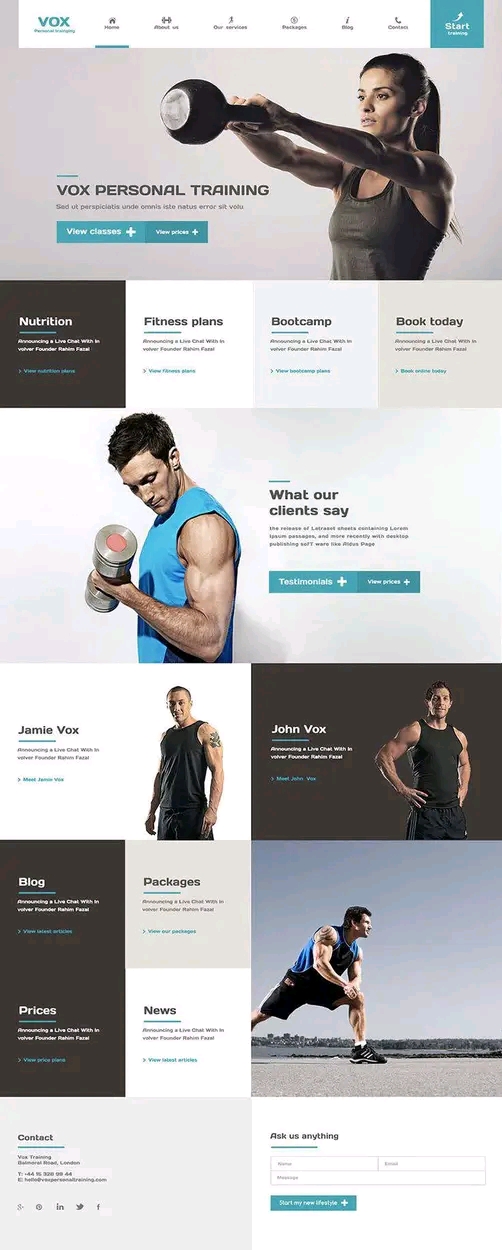 VOX
Personal trainging
Home
About us
Our services
Packages
Blog
Contact
Start
training
VOX PERSONAL TRAINING
Sed ut perspiciatis unde omnis iste natus error sit volu
View classes
View prices
Nutrition
Announcing a Live Chat With In
volver Founder Rahim Fazal
View nutrition plans
Fitness plans
Announcing a Live Chat With In
volver Founder Rahim Fazal
View fitness plans
Bootcamp
Announcing a Live Chat With In
volver Founder Rahim Fazal
View bootcamp plans
Book today
Announcing a Live Chat With In
volver Founder Rahim Fazal
Book online today
What our
clients say
the release of Letraset sheets containing Lorem
Ipsum passages, and more recently with desktop
publishing sofT ware like Aldus Page
Testimonials
View prices
Jamie Vox
Announcing a Live Chat With In
volver Founder Rahim Fazal
Meet Jamie Vox
John Vox
Announcing a Live Chat With In
volver Founder Rahim Fazal
Meet John Vox
Blog
Announcing a Live Chat With In
volver Founder Rahim Fazal
View latest articles
Packages
Announcing a Live Chat With In
volver Founder Rahim Fazal
View our packages
Prices
Announcing a Live Chat With In
volver Founder Rahim Fazal
View price plans
News
Announcing a Live Chat With In
volver Founder Rahim Fazal
View latest articles
Contact
Vox Training
Balmoral Road, London
E: hello@voxpersonaltraining.com
Ask us anything
Name
Email
Message
Start my new lifestyle